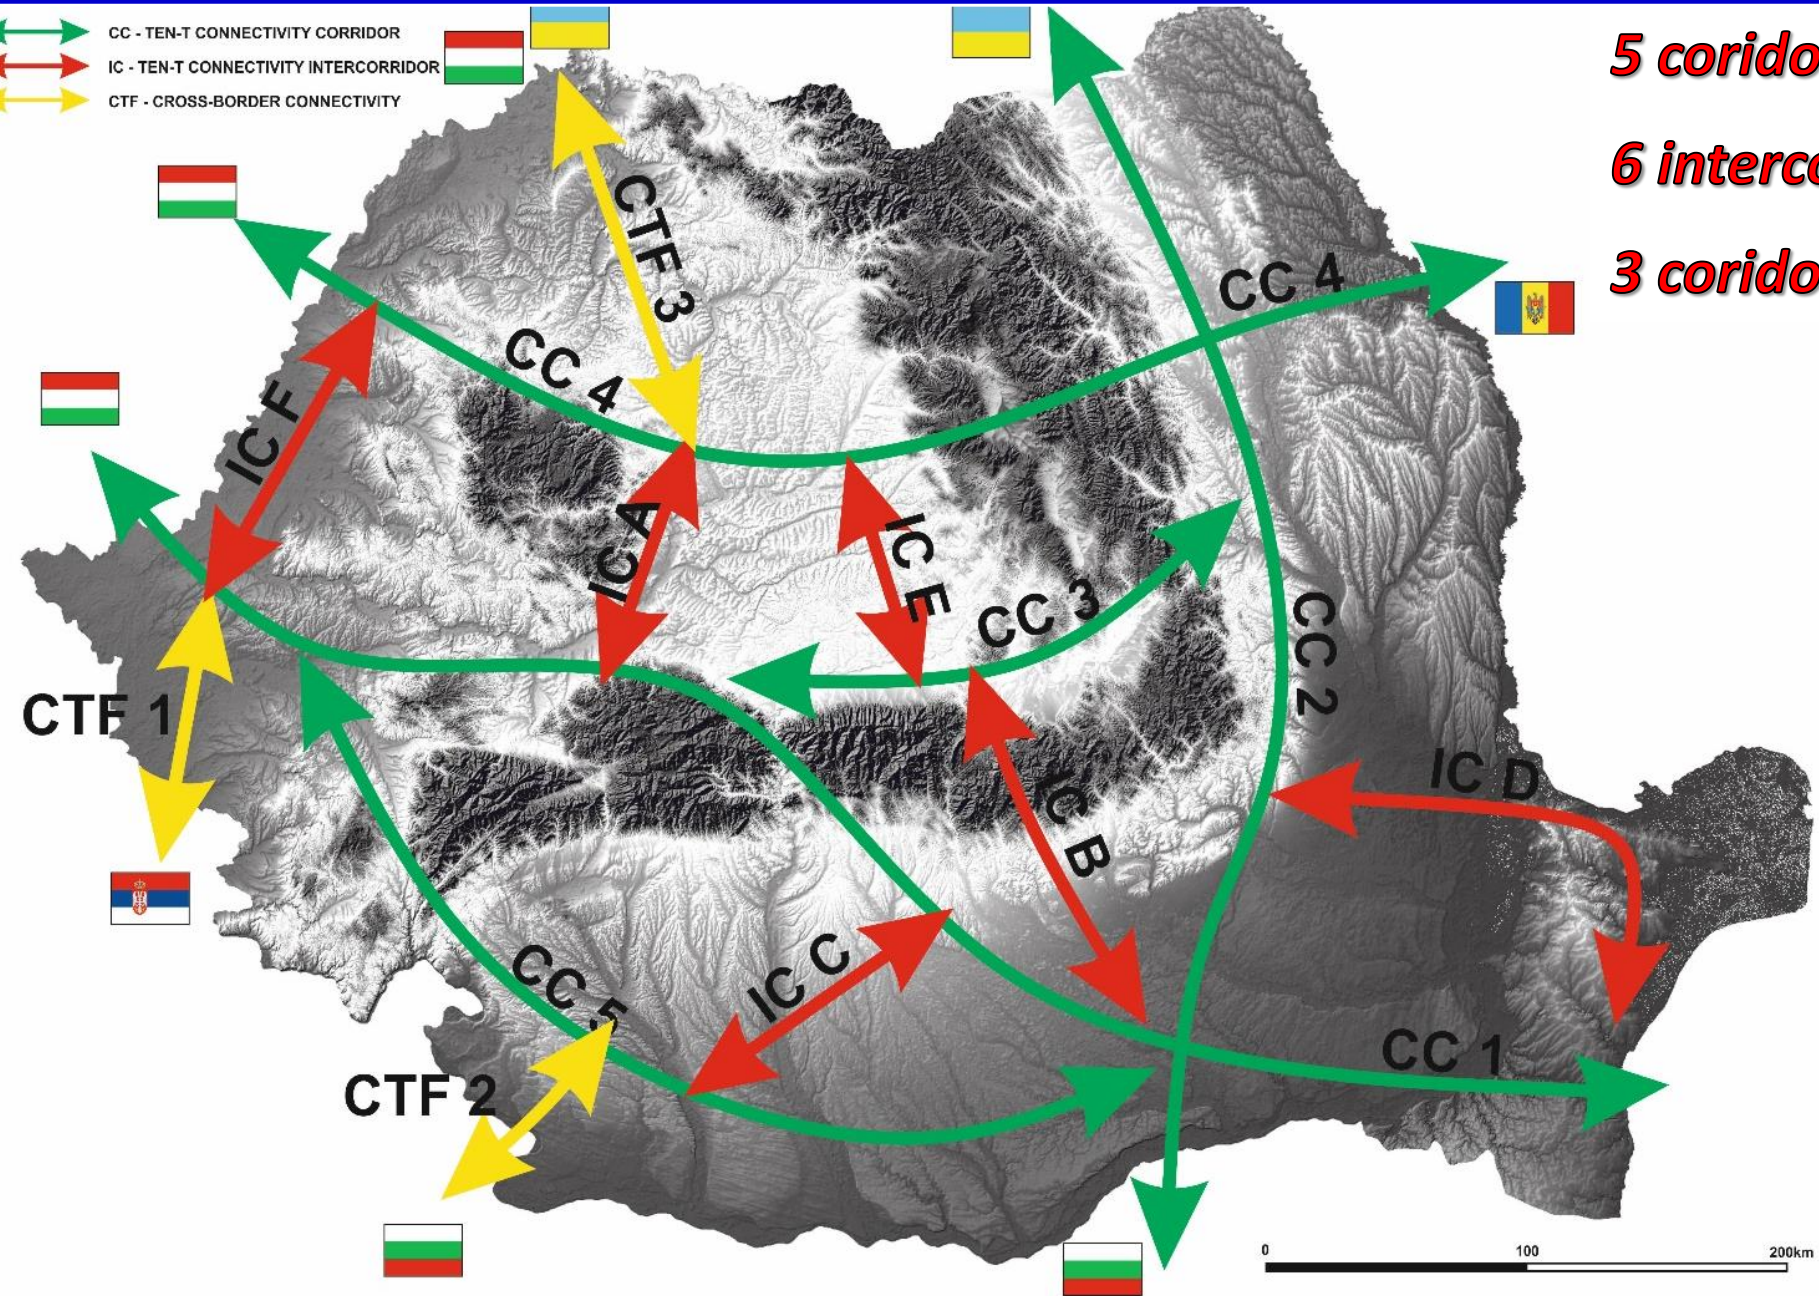 CC - TEN-T CONNECTIVITY CORRIDOR
IC - TEN-T CONNECTIVITY INTERCORRIDOR
CTF - CROSS-BORDER CONNECTIVITY
5 corido
6 interc
3 corido
CTF 3
CC 4
CC 4
IC F
IC A
IC E
CC 3
CC 2
CTF 1
IC D
IC B
CC 5
IC C
CC 1
CTF 2
0 100 200km